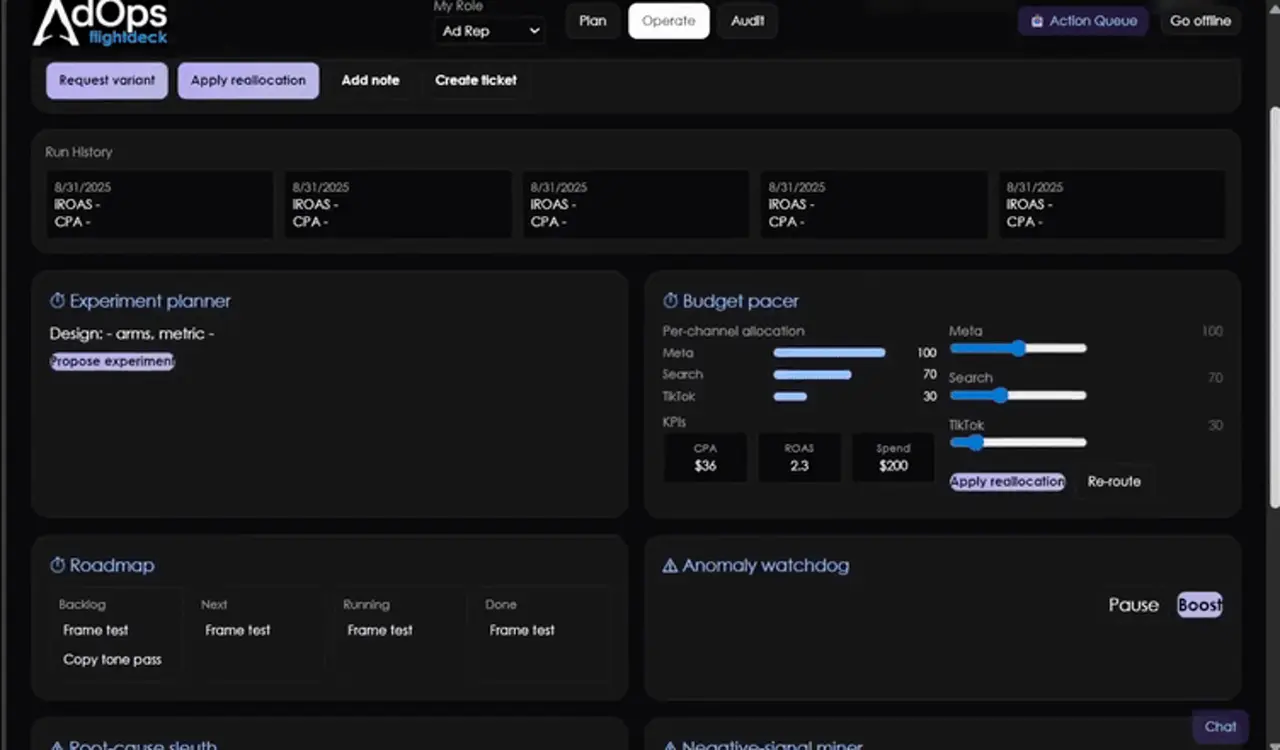 AdOps
flightdeck
My Role
Ad Rep
Plan
Operate
Audit
Action Queue
Go offline
Request variant
Apply reallocation
Add note
Create ticket
Run History
8/31/2025
IROAS -
CPA -
8/31/2025
IROAS -
CPA -
8/31/2025
IROAS -
CPA -
8/31/2025
IROAS -
CPA -
8/31/2025
IROAS -
CPA -
Experiment planner
Design: - arms, metric -
Propose experiment
Budget pacer
Per-channel allocation
Meta 100
Search 70
TikTok 30
KPIs
CPA
$36
ROAS
2.3
Spend
$200
Meta 100
Search 70
TikTok 30
Apply reallocation
Re-route
Roadmap
Backlog
Frame test
Copy tone pass
Next
Frame test
Running
Frame test
Done
Frame test
Anomaly watchdog
Pause
Boost
Root-cause sleuth
Negative-signal miner
Chat